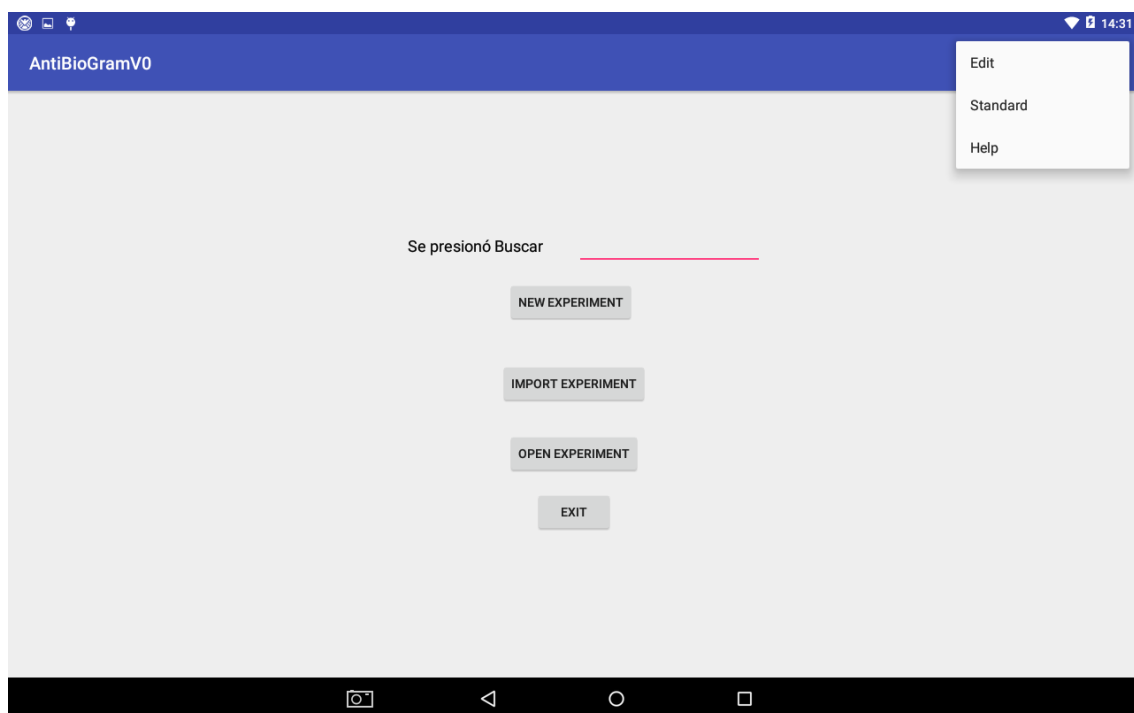 14:31
AntiBioGramV0
Edit
Standard
Help
Se presionó Buscar
NEW EXPERIMENT
IMPORT EXPERIMENT
OPEN EXPERIMENT
EXIT